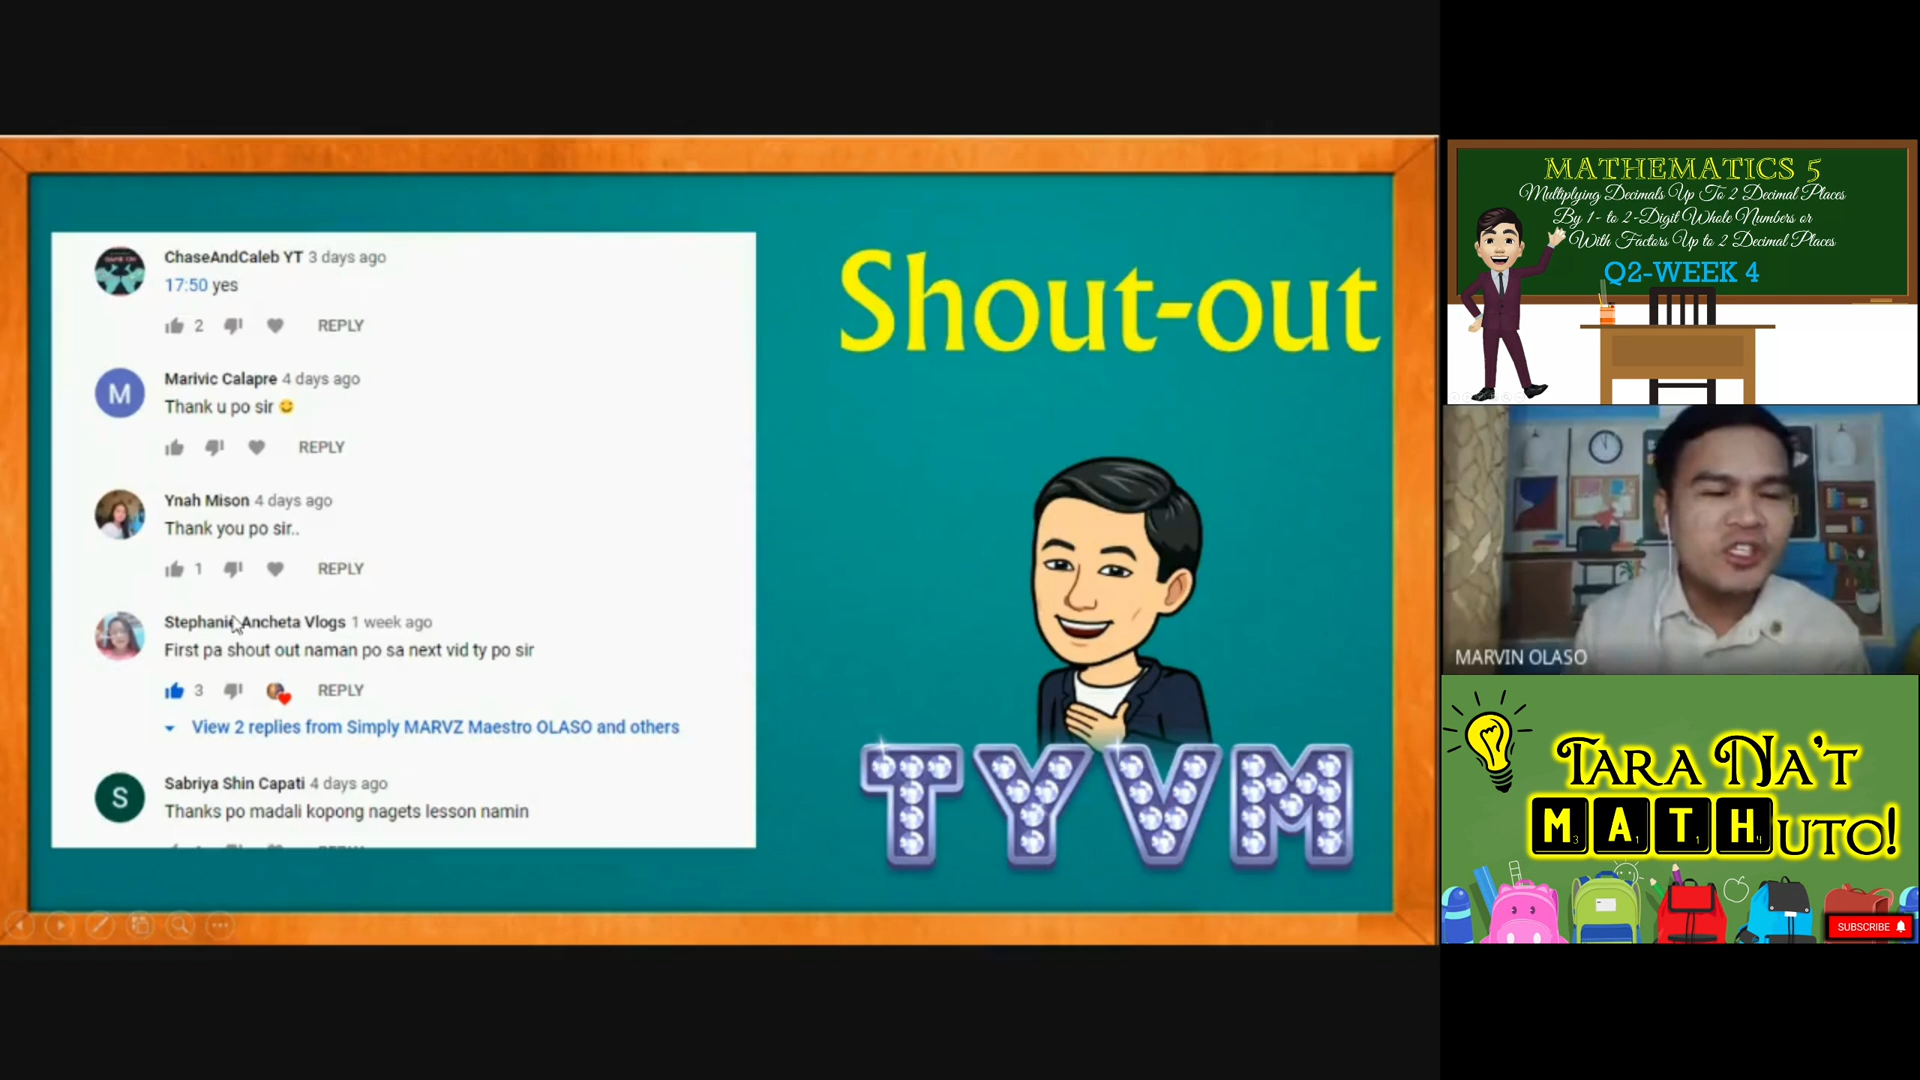 ChaseAndCaleb YT 3 days ago
17:50 yes
2 REPLY
Marivic Calapre 4 days ago
Thank u po sir
REPLY
Ynah Mison 4 days ago
Thank you po sir..
1 REPLY
Stephanie Ancheta Vlogs 1 week ago
First pa shout out naman po sa next vid ty po sir
3 REPLY
View 2 replies from Simply MARVZ Maestro OLASO and others
Sabriya Shin Capati 4 days ago
Thanks po madali kopong nagets lesson namin
M
S
Shout-out
TYVM
MATHEMATICS 5
Multiplying Decimals Up To 2 Decimal Places
By 1- to 2-Digit Whole Numbers or
With Factors Up to 2 Decimal Places
Q2-WEEK 4
MARVIN OLASO
TARA NA'T
MATHUTO!
SUBSCRIBE